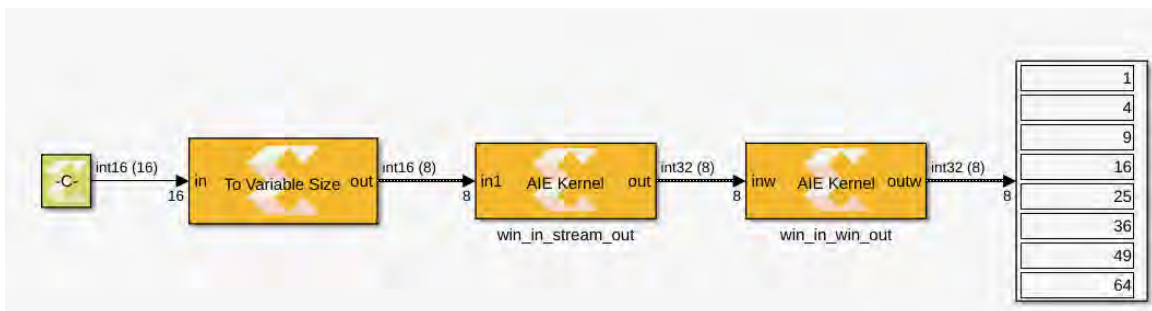 -C-
int16 (16)
16
in
To Variable Size
out
int16 (8)
8
in1
AIE Kernel
out
win_in_stream_out
int32 (8)
8
inw
AIE Kernel
outw
win_in_win_out
int32 (8)
8
1
4
9
16
25
36
49
64